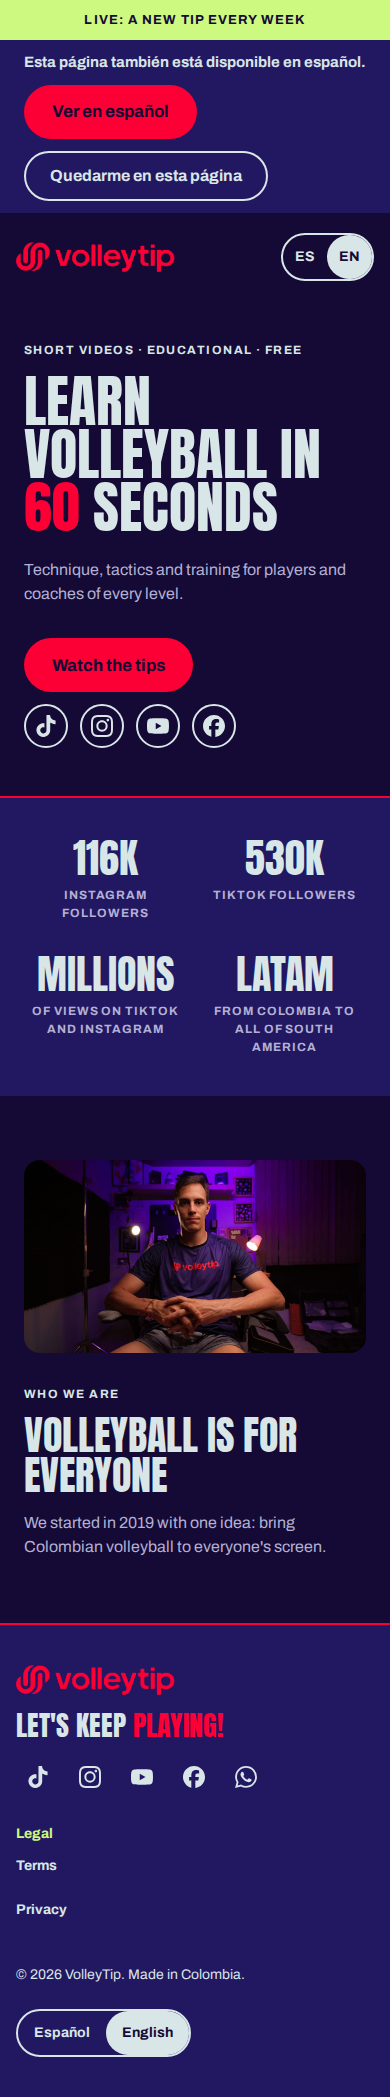 LIVE: A NEW TIP EVERY WEEK
Esta página también está disponible en español.
Ver en español
Quedarme en esta página
volleytip
ES EN
SHORT VIDEOS · EDUCATIONAL · FREE
LEARN
VOLLEYBALL IN
60 SECONDS
Technique, tactics and training for players and
coaches of every level.
Watch the tips
116K 530K
INSTAGRAM
FOLLOWERS
TIKTOK FOLLOWERS
MILLIONS LATAM
OF VIEWS ON TIKTOK
AND INSTAGRAM
FROM COLOMBIA TO
ALL OF SOUTH
AMERICA
volleytip
WHO WE ARE
VOLLEYBALL IS FOR
EVERYONE
We started in 2019 with one idea: bring
Colombian volleyball to everyone's screen.
volleytip
LET'S KEEP PLAYING!
Legal
Terms
Privacy
© 2026 VolleyTip. Made in Colombia.
Español English